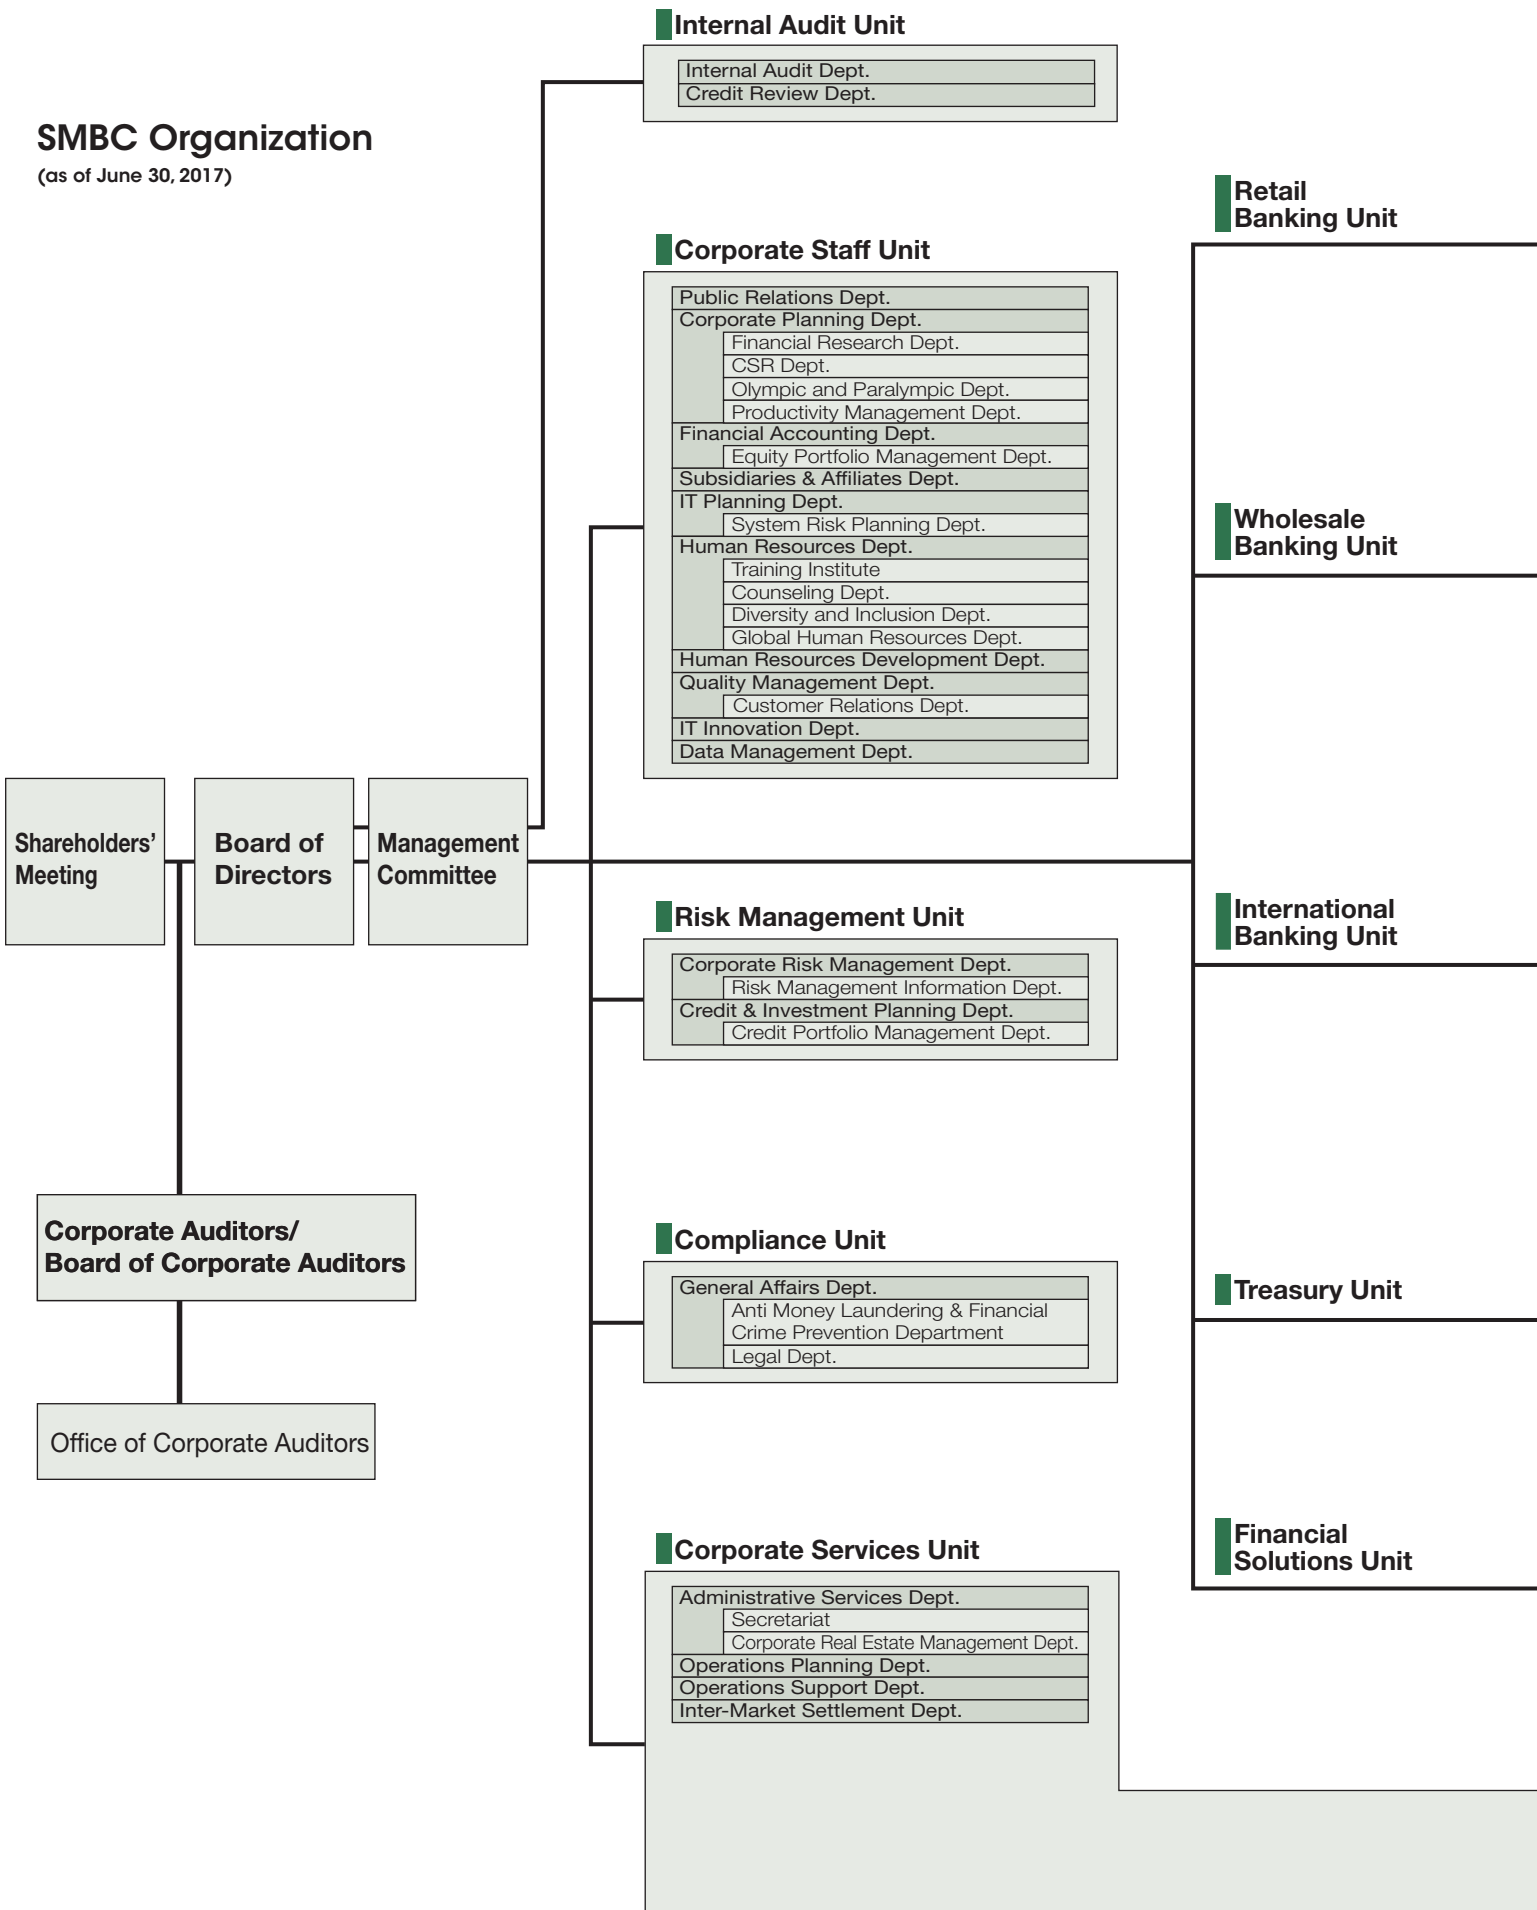 SMBC Organization
(as of June 30, 2017)
Shareholders’
Meeting
Board of
Directors
Management
Committee
Corporate Auditors/
Board of Corporate Auditors
Office of Corporate Auditors
Internal Audit Unit
Internal Audit Dept.
Credit Review Dept.
Corporate Staff Unit
Public Relations Dept.
Corporate Planning Dept.
Financial Research Dept.
CSR Dept.
Olympic and Paralympic Dept.
Productivity Management Dept.
Financial Accounting Dept.
Equity Portfolio Management Dept.
Subsidiaries & Affiliates Dept.
IT Planning Dept.
System Risk Planning Dept.
Human Resources Dept.
Training Institute
Counseling Dept.
Diversity and Inclusion Dept.
Global Human Resources Dept.
Human Resources Development Dept.
Quality Management Dept.
Customer Relations Dept.
IT Innovation Dept.
Data Management Dept.
Risk Management Unit
Corporate Risk Management Dept.
Risk Management Information Dept.
Credit & Investment Planning Dept.
Credit Portfolio Management Dept.
Compliance Unit
General Affairs Dept.
Anti Money Laundering & Financial
Crime Prevention Department
Legal Dept.
Corporate Services Unit
Administrative Services Dept.
Secretariat
Corporate Real Estate Management Dept.
Operations Planning Dept.
Operations Support Dept.
Inter-Market Settlement Dept.
Retail
Banking Unit
Wholesale
Banking Unit
International
Banking Unit
Treasury Unit
Financial
Solutions Unit